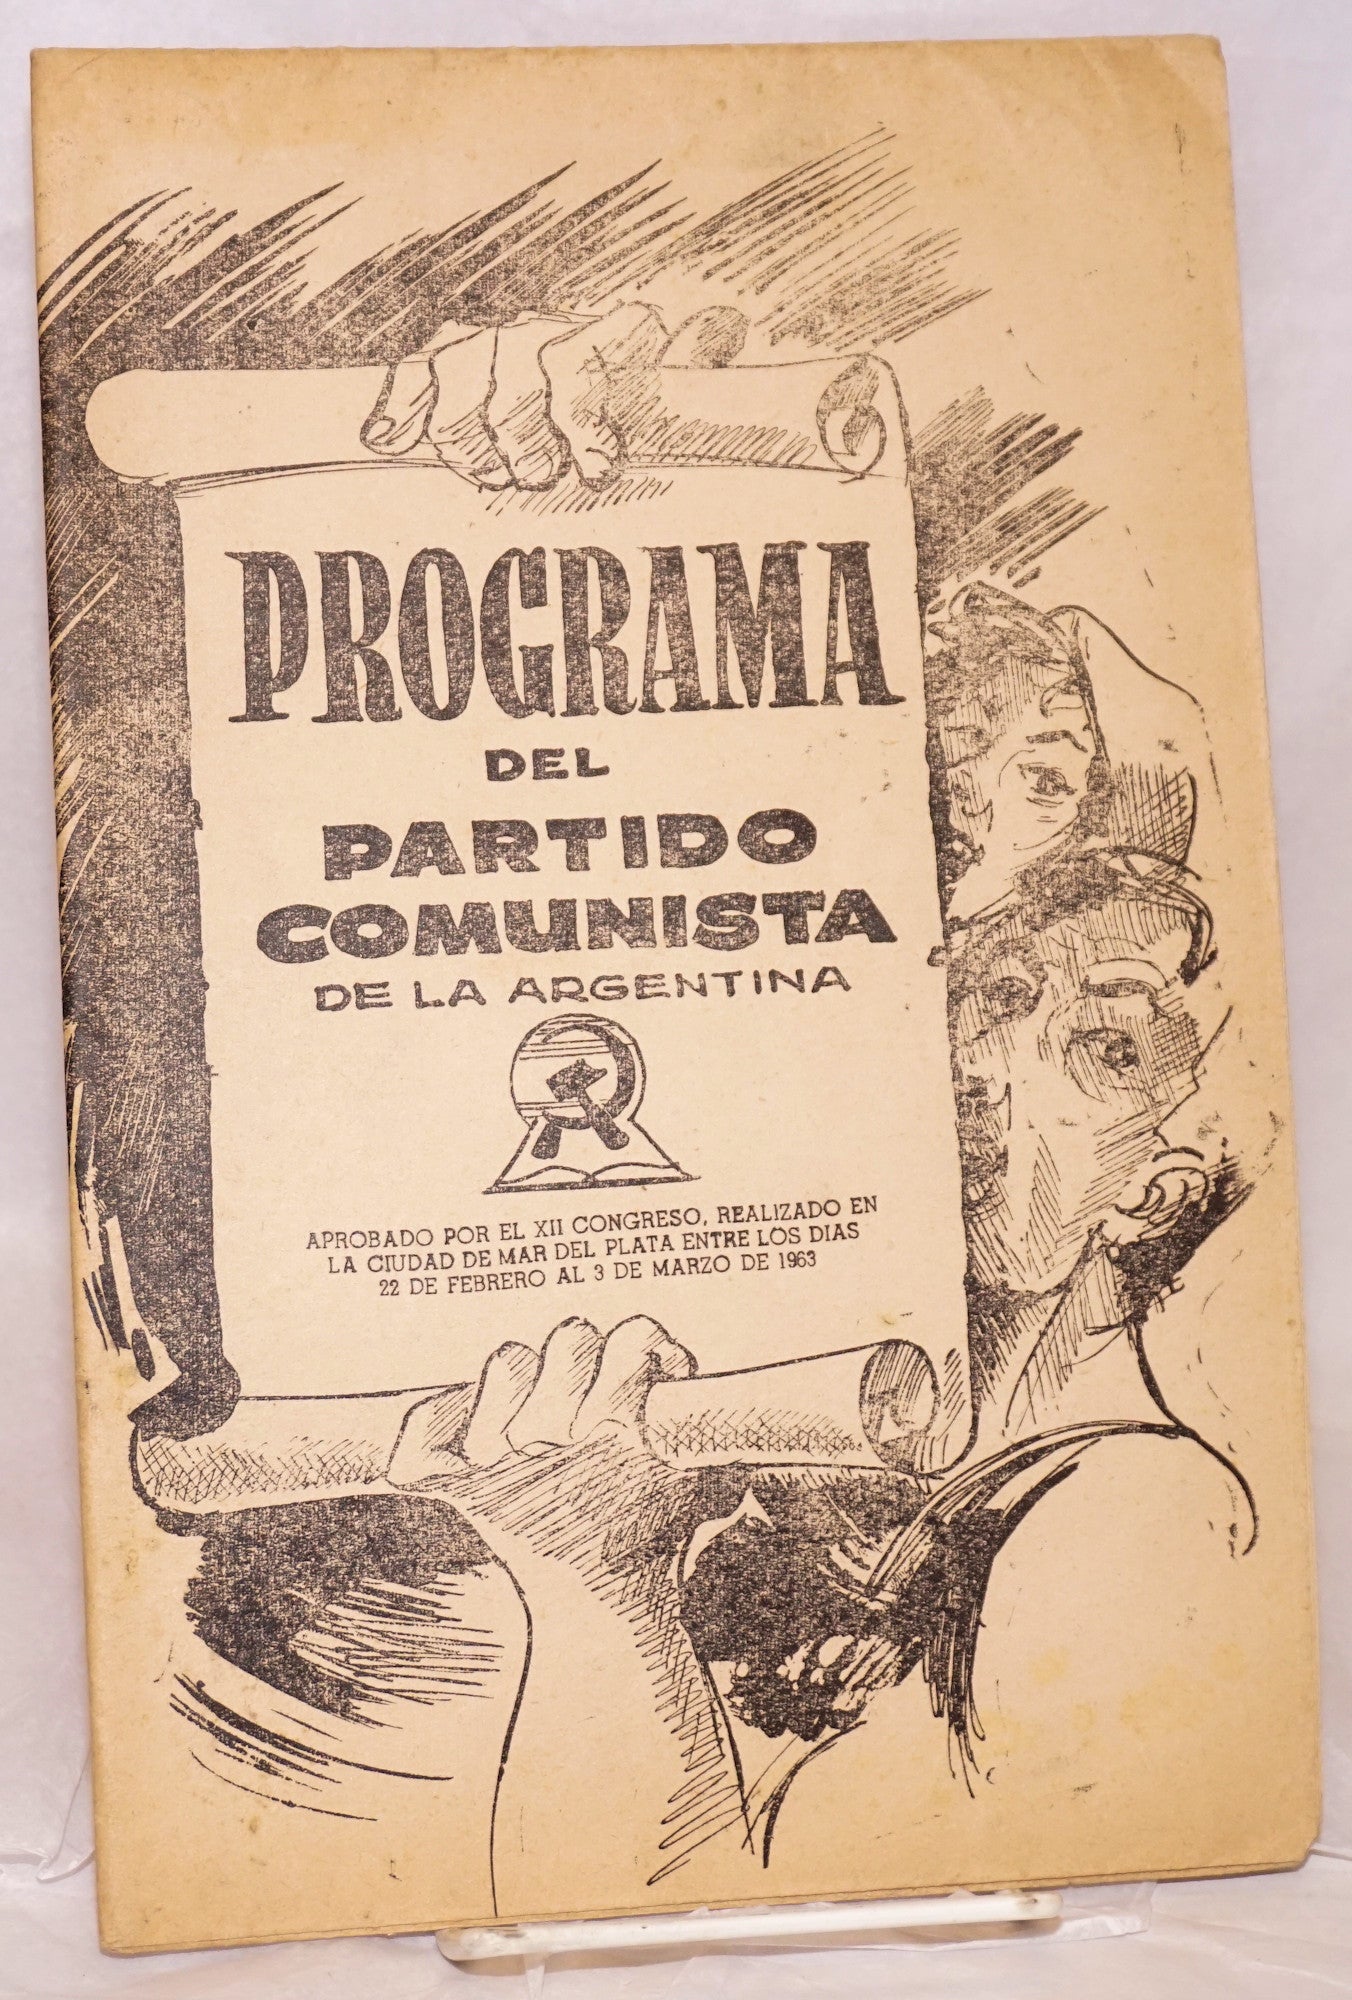 PROGRAMA
DEL
PARTIDO
COMUNISTA
DE LA ARGENTINA
APROBADO POR EL XII CONGRESO, REALIZADO EN
LA CIUDAD DE MAR DEL PLATA ENTRE LOS DIAS
22 DE FEBRERO AL 3 DE MARZO DE 1963